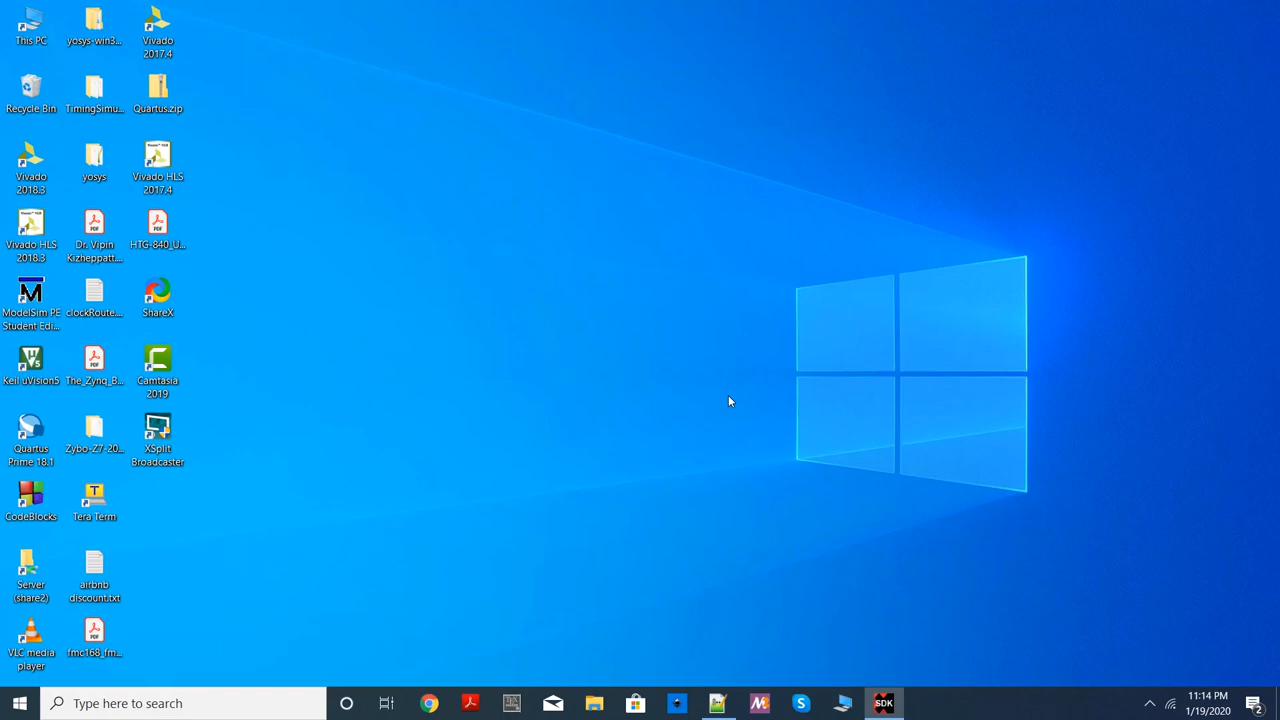 This PC
yosys-win3...
Vivado
2017.4
Recycle Bin
TimingSimu...
Quartus.zip
Vivado
2018.3
yosys
Vivado HLS
2017.4
Vivado HLS
2018.3
Dr. Vipin
Kizheppatt....
HTG-840_U...
ModelSim PE
Student Edi...
clockRoute....
ShareX
Keil uVision5
The_Zynq_B...
Camtasia
2019
Quartus
Prime 18.1
Zybo-Z7-20...
XSplit
Broadcaster
CodeBlocks
Tera Term
Server
(share2)
airbnb
discount.txt
VLC media
player
fmc168_fm...
Type here to search
SDK
11:14 PM
1/19/2020
2